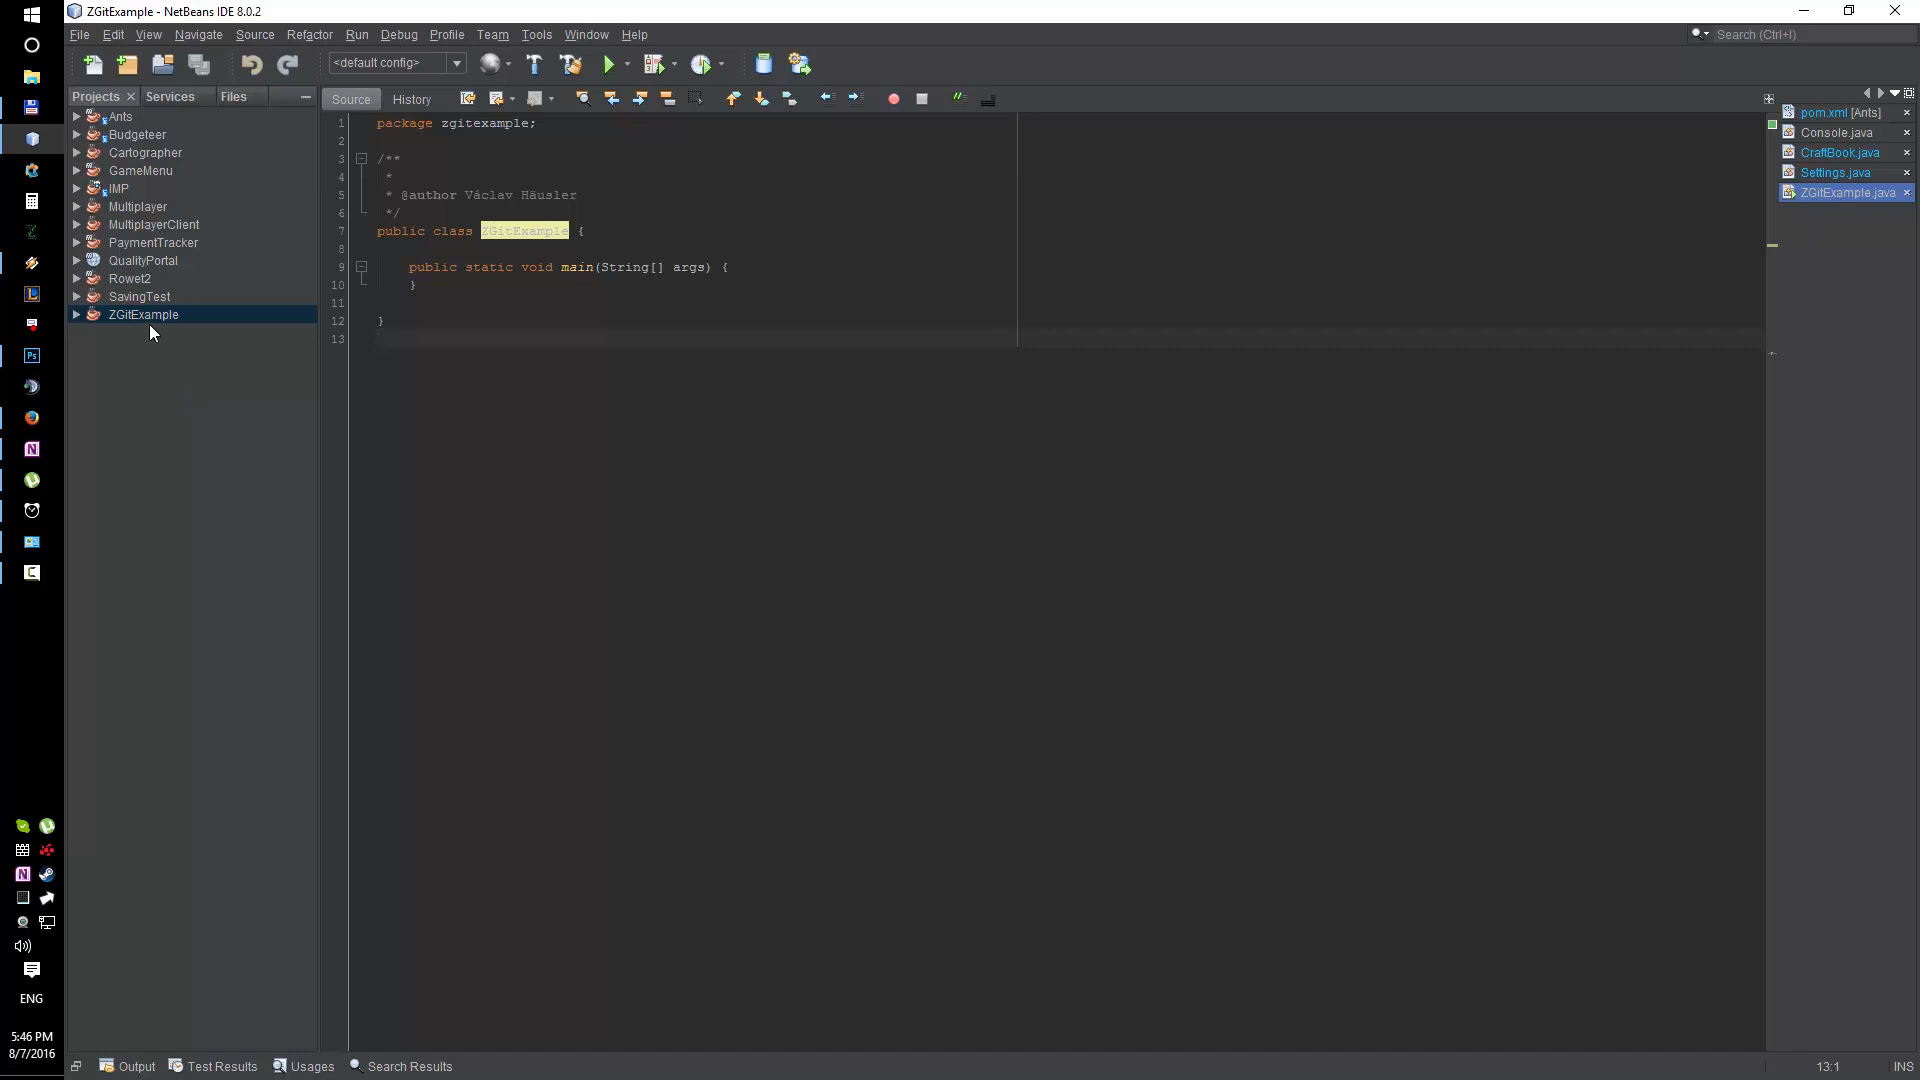 ZGitExample - NetBeans IDE 8.0.2
File Edit View Navigate Source Refactor Run Debug Profile Team Tools Window Help
Search (Ctrl+I)
<default config>
Projects Services Files
Source History
Ants
Budgeteer
Cartographer
GameMenu
IMP
Multiplayer
MultiplayerClient
PaymentTracker
QualityPortal
Rowet2
SavingTest
ZGitExample
1 package zgitexample;
2
3 /**
4 *
5 * @author Václav Häusler
6 */
7 public class ZGitExample {
8
9 public static void main(String[] args) {
10 }
11
12 }
13
pom.xml [Ants]
Console.java
CraftBook.java
Settings.java
ZGitExample.java
Ps
ENG
5:46 PM
8/7/2016
Output Test Results Usages Search Results
13:1 INS